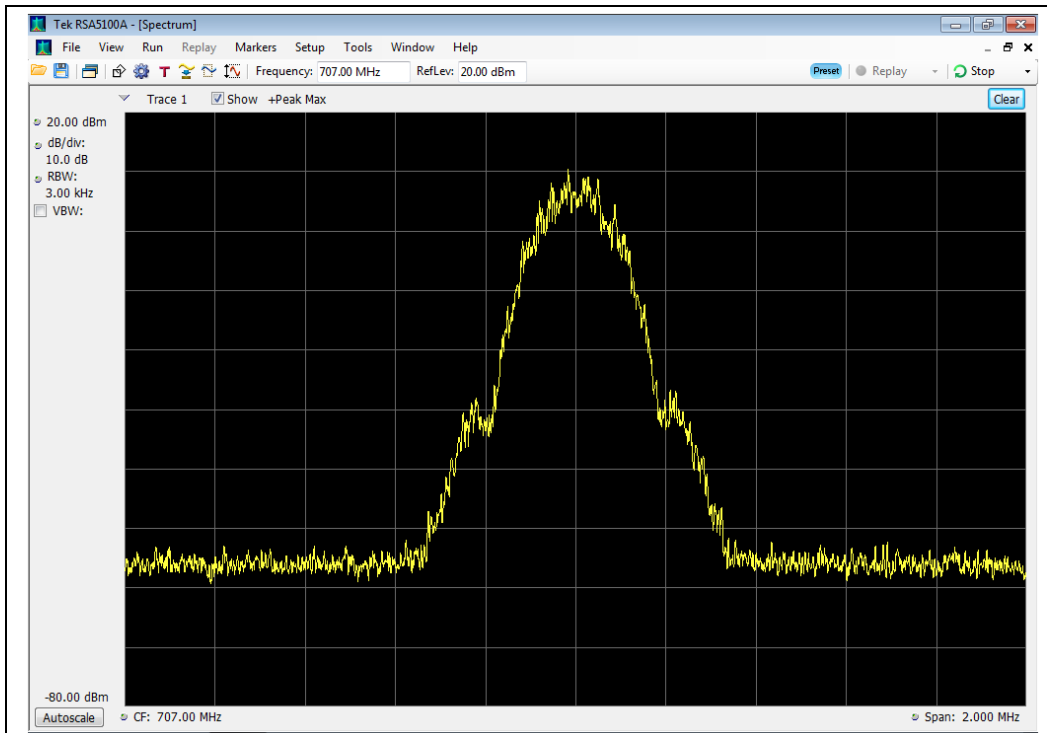 Tek RSA5100A - [Spectrum]
File View Run Replay Markers Setup Tools Window Help
T Frequency: 707.00 MHz RefLev: 20.00 dBm Preset Replay Stop
Trace 1 Show +Peak Max Clear
20.00 dBm
dB/div:
10.0 dB
RBW:
3.00 kHz
VBW:
-80.00 dBm
Autoscale CF: 707.00 MHz Span: 2.000 MHz